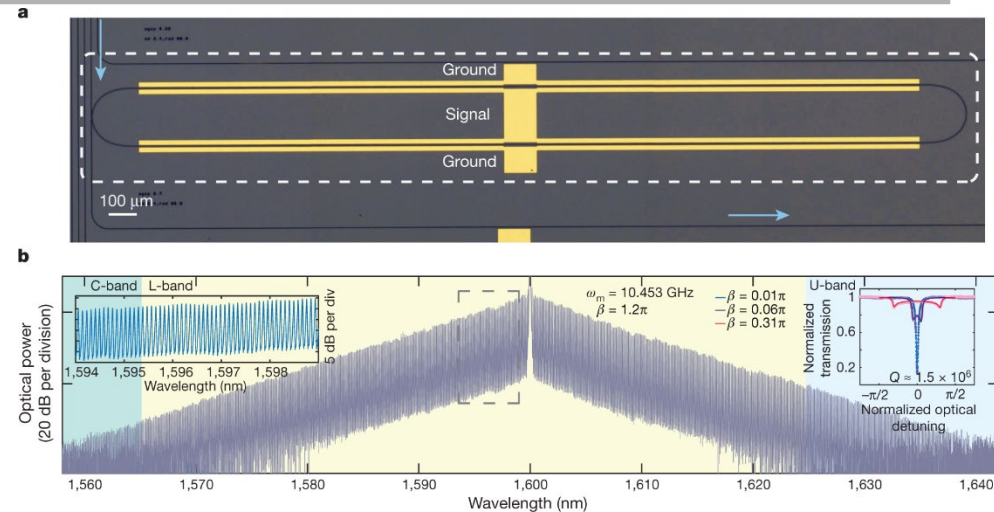 a
Ground
Signal
Ground
100 μm
b
C-band L-band
5 dB per div
1,594 1,595 1,596 1,597 1,598
Wavelength (nm)
ωm = 10.453 GHz
β = 1.2π
β = 0.01π
β = 0.06π
β = 0.31π
U-band
Normalized transmission
1
0.6
0.2
Q ≈ 1.5 × 10⁶
−π/2 0 π/2
Normalized optical
detuning
Optical power
(20 dB per division)
1,560 1,570 1,580 1,590 1,600 1,610 1,620 1,630 1,640
Wavelength (nm)